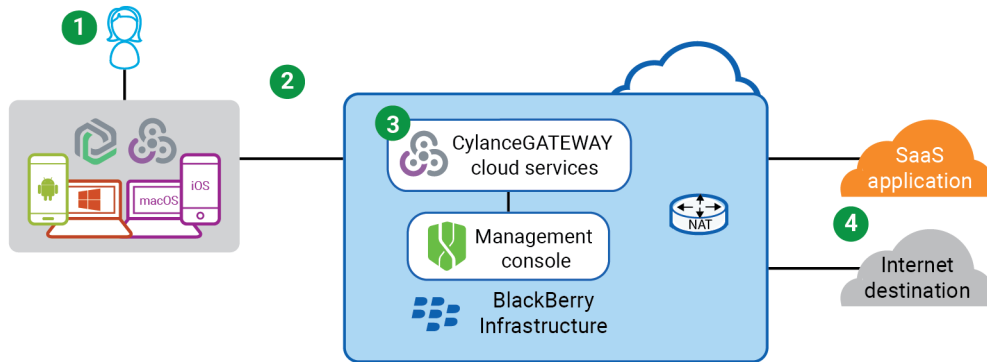 1
2
3
CylanceGATEWAY
cloud services
iOS
macOS
SaaS
application
NAT
4
Management
console
Internet
destination
BlackBerry
Infrastructure